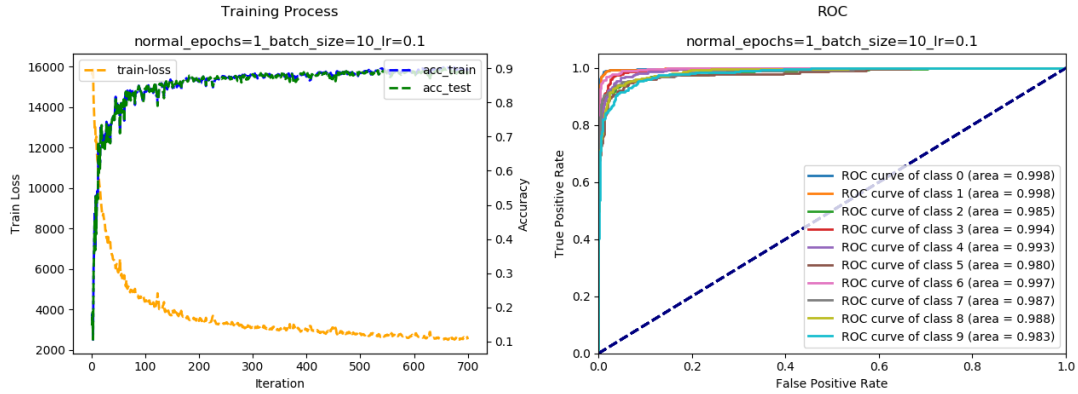 Training Process
normal_epochs=1_batch_size=10_lr=0.1
train-loss
acc_train
acc_test
16000
14000
12000
10000
8000
6000
4000
2000
Train Loss
0.9
0.8
0.7
0.6
0.5
0.4
0.3
0.2
0.1
Accuracy
0
100
200
300
400
500
600
700
Iteration
ROC
normal_epochs=1_batch_size=10_lr=0.1
1.0
0.8
0.6
0.4
0.2
0.0
True Positive Rate
ROC curve of class 0 (area = 0.998)
ROC curve of class 1 (area = 0.998)
ROC curve of class 2 (area = 0.985)
ROC curve of class 3 (area = 0.994)
ROC curve of class 4 (area = 0.993)
ROC curve of class 5 (area = 0.980)
ROC curve of class 6 (area = 0.997)
ROC curve of class 7 (area = 0.987)
ROC curve of class 8 (area = 0.988)
ROC curve of class 9 (area = 0.983)
0.0
0.2
0.4
0.6
0.8
1.0
False Positive Rate